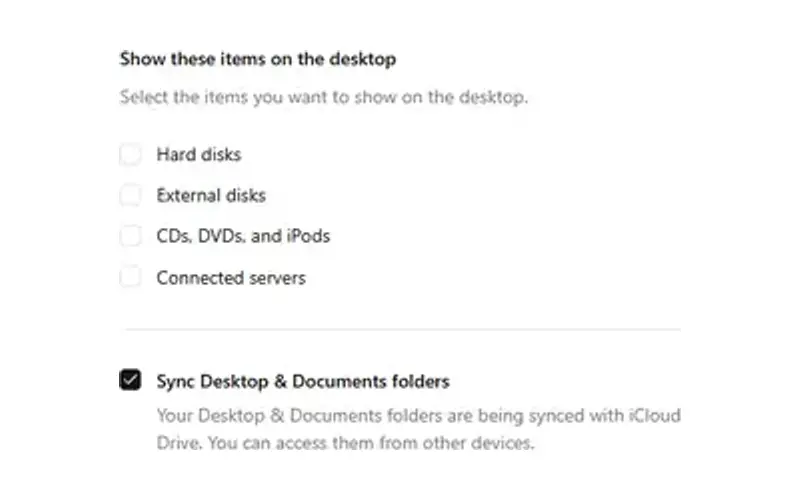 Show these items on the desktop
Select the items you want to show on the desktop.
Hard disks
External disks
CDs, DVDs, and iPods
Connected servers
Sync Desktop & Documents folders
Your Desktop & Documents folders are being synced with iCloud
Drive. You can access them from other devices.